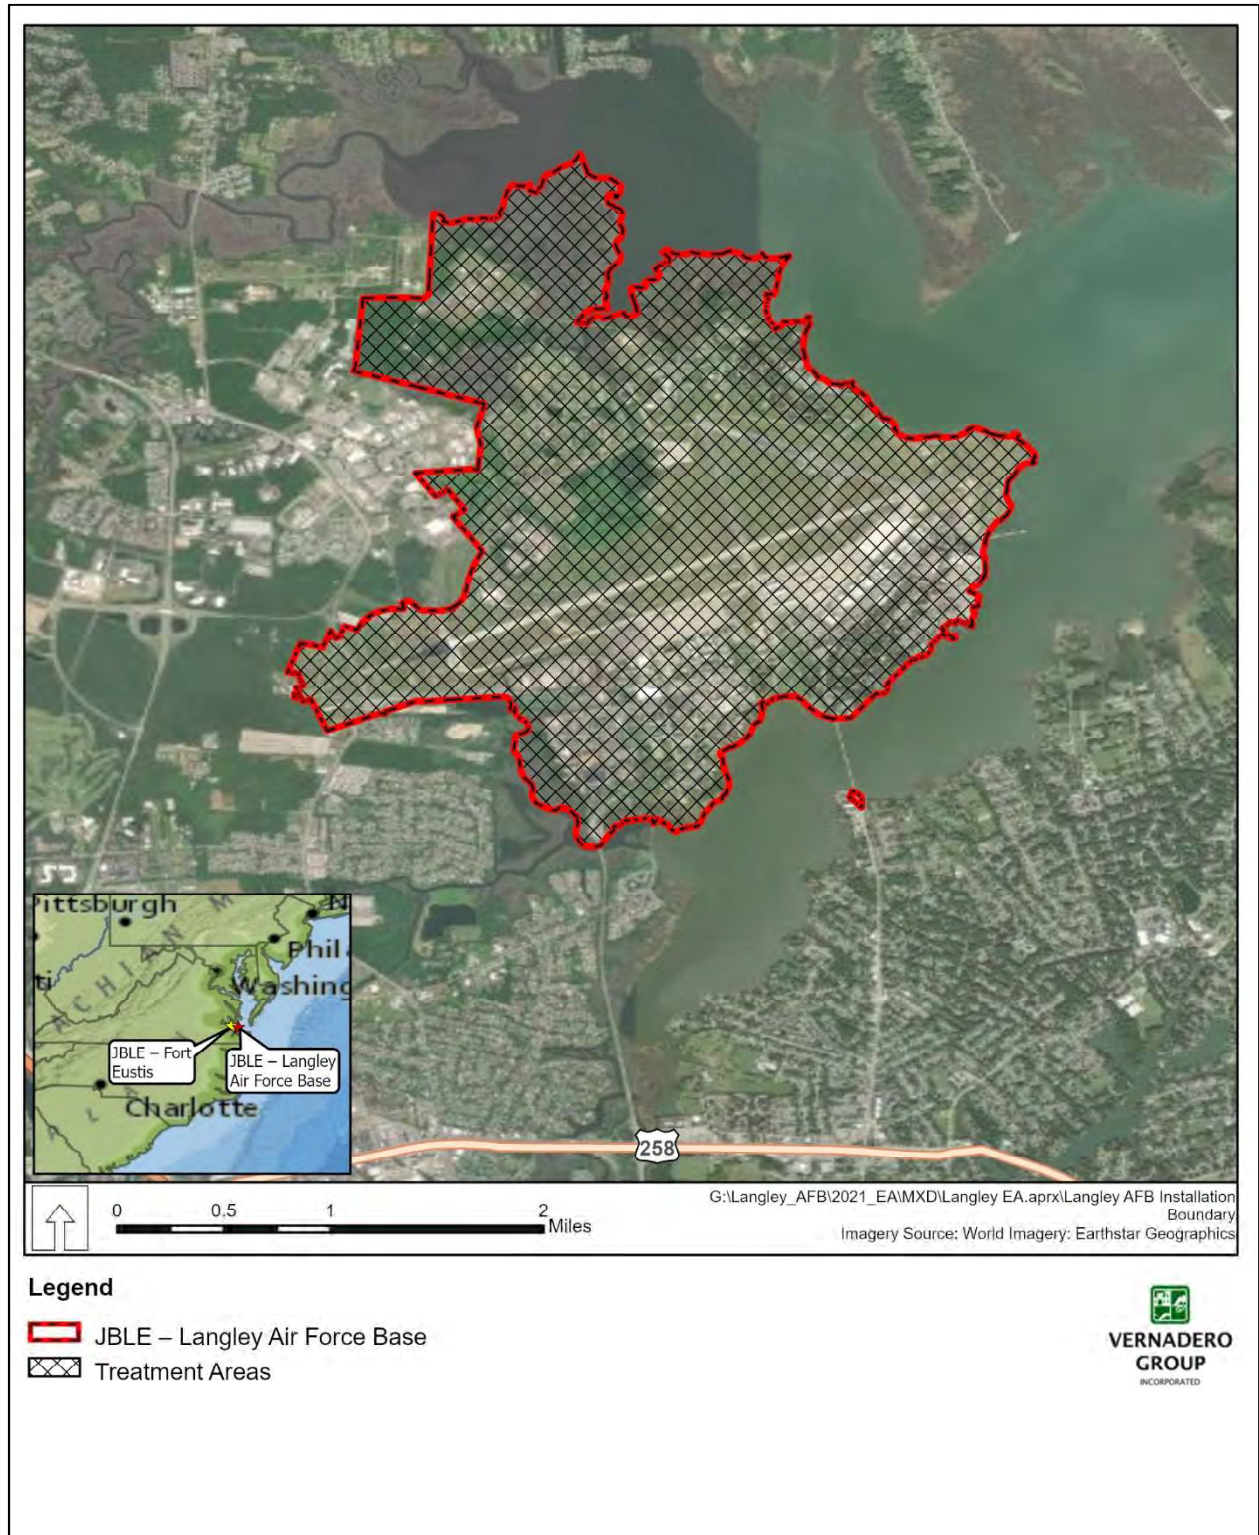 258
Pittsburgh
N
M
CHIAN
Phil
ti
Washing
A
JBLE – Fort
Eustis
JBLE – Langley
Air Force Base
Charlotte
A L A
0 0.5 1 2
Miles
G:\Langley_AFB\2021_EA\MXD\Langley EA.aprx\Langley AFB Installation
Boundary
Imagery Source: World Imagery: Earthstar Geographics
Legend
JBLE – Langley Air Force Base
Treatment Areas
VERNADERO
GROUP
INCORPORATED